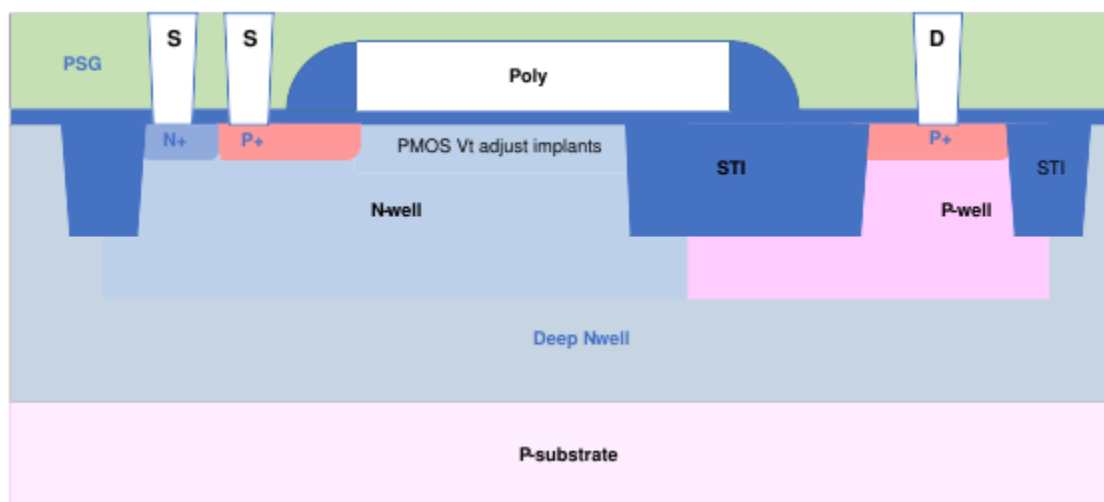 S
S
D
PSG
Poly
N+
P+
PMOS Vt adjust implants
P+
STI
STI
N-well
P-well
Deep Nwell
P-substrate